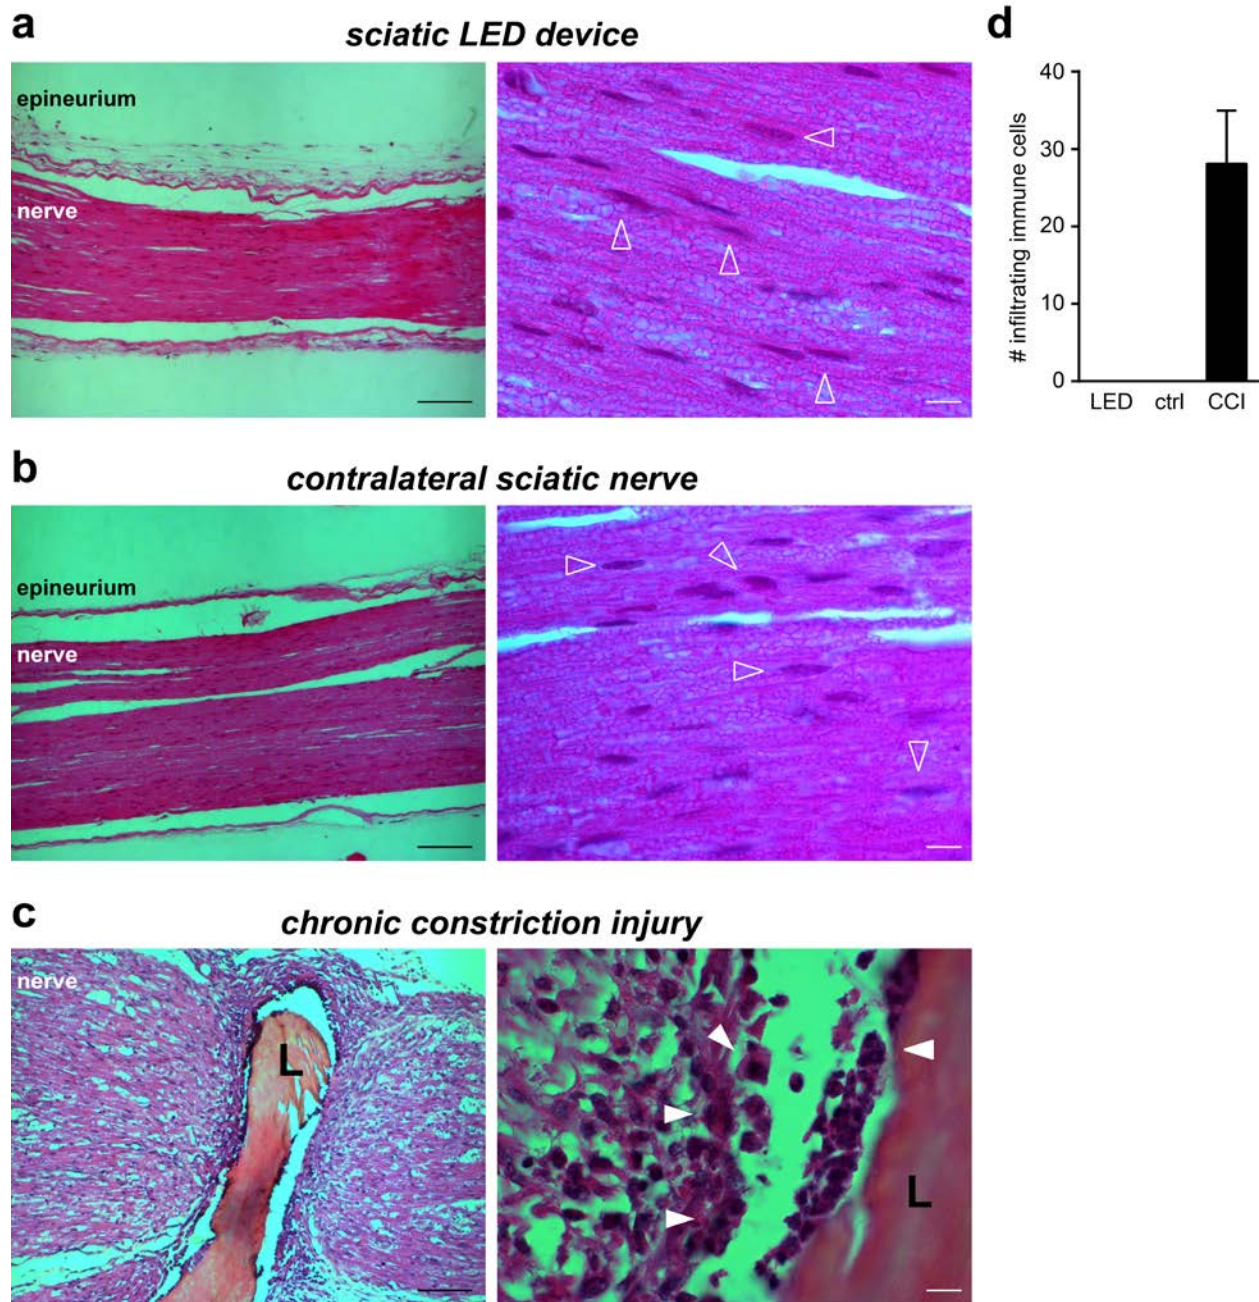 a
sciatic LED device
epineurium
nerve
b
contralateral sciatic nerve
epineurium
nerve
c
chronic constriction injury
nerve
L
L
d
# infiltrating immune cells
40
30
20
10
0
LED ctrl CCI